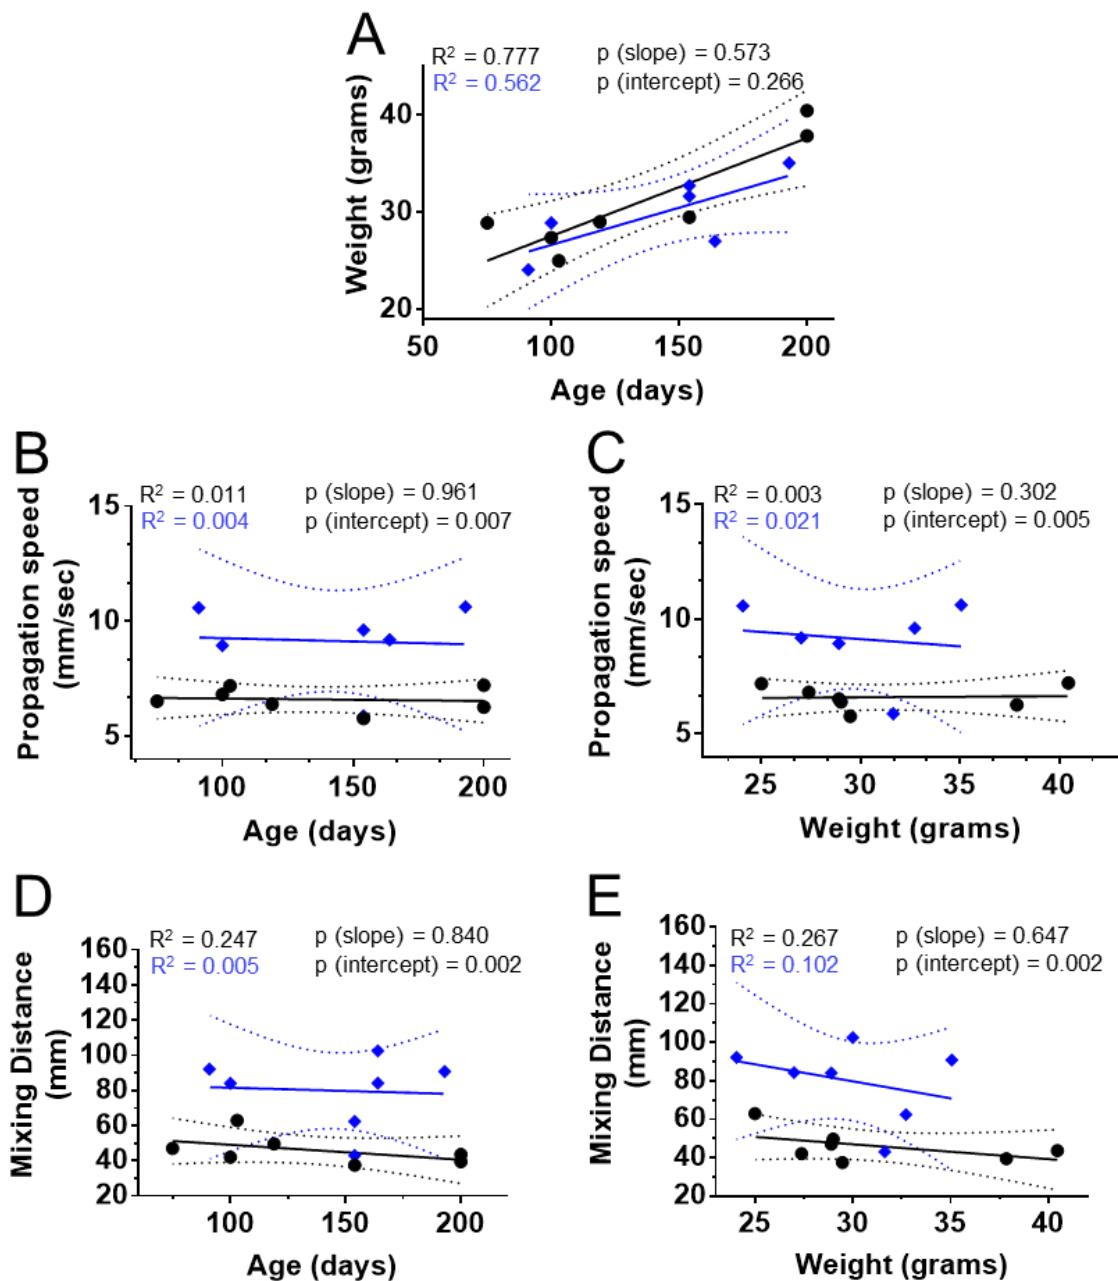 A
R² = 0.777 p (slope) = 0.573
R² = 0.562 p (intercept) = 0.266
Weight (grams)
40
30
20
50 100 150 200
Age (days)
B
R² = 0.011 p (slope) = 0.961
R² = 0.004 p (intercept) = 0.007
Propagation speed
(mm/sec)
15
10
5
100 150 200
Age (days)
C
R² = 0.003 p (slope) = 0.302
R² = 0.021 p (intercept) = 0.005
Propagation speed
(mm/sec)
15
10
5
25 30 35 40
Weight (grams)
D
R² = 0.247 p (slope) = 0.840
R² = 0.005 p (intercept) = 0.002
Mixing Distance
(mm)
160
140
120
100
80
60
40
20
100 150 200
Age (days)
E
R² = 0.267 p (slope) = 0.647
R² = 0.102 p (intercept) = 0.002
Mixing Distance
(mm)
160
140
120
100
80
60
40
20
25 30 35 40
Weight (grams)